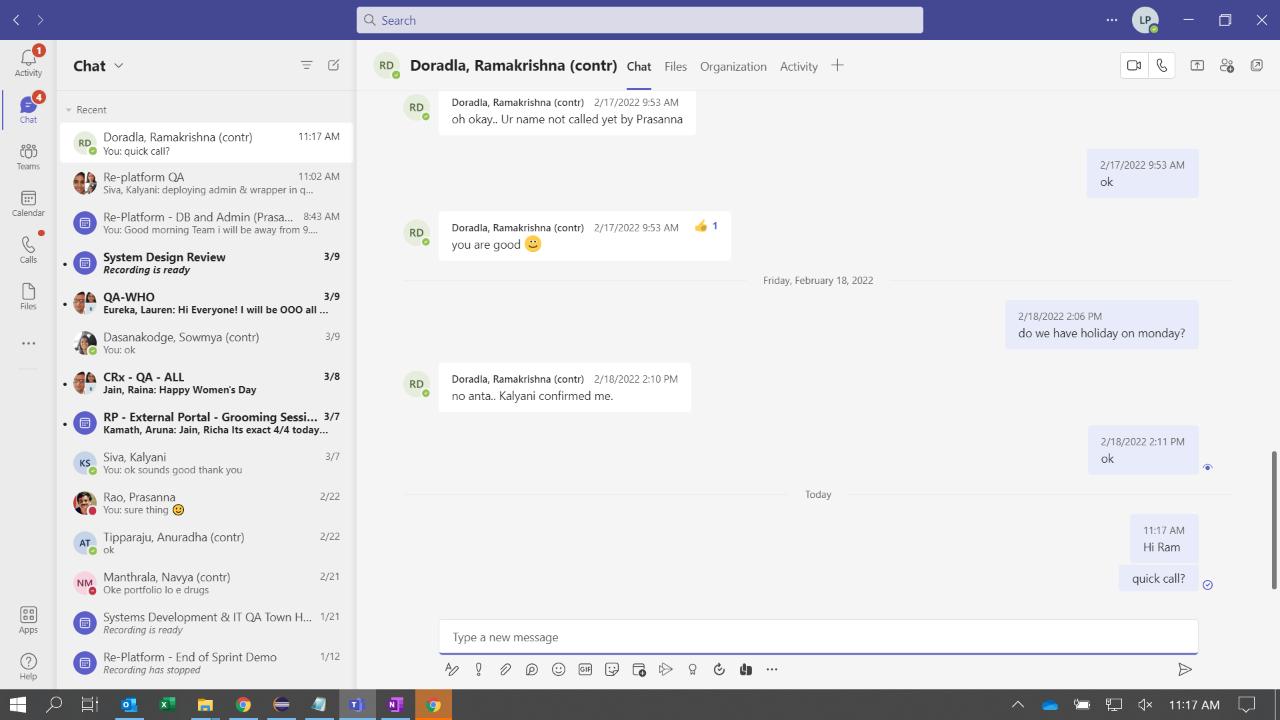 Search
LP
1
Activity
4
Chat
Teams
Calendar
Calls
Files
Apps
Help
Chat
Recent
RD
Doradla, Ramakrishna (contr)
11:17 AM
You: quick call?
Re-platform QA
11:02 AM
Siva, Kalyani: deploying admin & wrapper in q...
Re-Platform - DB and Admin (Prasa...
8:43 AM
You: Good morning Team i will be away from 9....
System Design Review
3/9
Recording is ready
QA-WHO
3/9
Eureka, Lauren: Hi Everyone! I will be OOO all ...
Dasanakodge, Sowmya (contr)
3/9
You: ok
CRx - QA - ALL
3/8
Jain, Raina: Happy Women's Day
RP - External Portal - Grooming Sessi...
3/7
Kamath, Aruna: Jain, Richa Its exact 4/4 today...
KS
Siva, Kalyani
3/7
You: ok sounds good thank you
Rao, Prasanna
2/22
You: sure thing
AT
Tipparaju, Anuradha (contr)
2/22
ok
NM
Manthrala, Navya (contr)
2/21
Oke portfolio lo e drugs
Systems Development & IT QA Town H...
1/21
Recording is ready
Re-Platform - End of Sprint Demo
1/12
Recording has stopped
RD
Doradla, Ramakrishna (contr)
Chat
Files
Organization
Activity
RD
Doradla, Ramakrishna (contr) 2/17/2022 9:53 AM
oh okay.. Ur name not called yet by Prasanna
2/17/2022 9:53 AM
ok
RD
Doradla, Ramakrishna (contr) 2/17/2022 9:53 AM
1
you are good
Friday, February 18, 2022
2/18/2022 2:06 PM
do we have holiday on monday?
RD
Doradla, Ramakrishna (contr) 2/18/2022 2:10 PM
no anta.. Kalyani confirmed me.
2/18/2022 2:11 PM
ok
Today
11:17 AM
Hi Ram
quick call?
Type a new message
GIF
11:17 AM